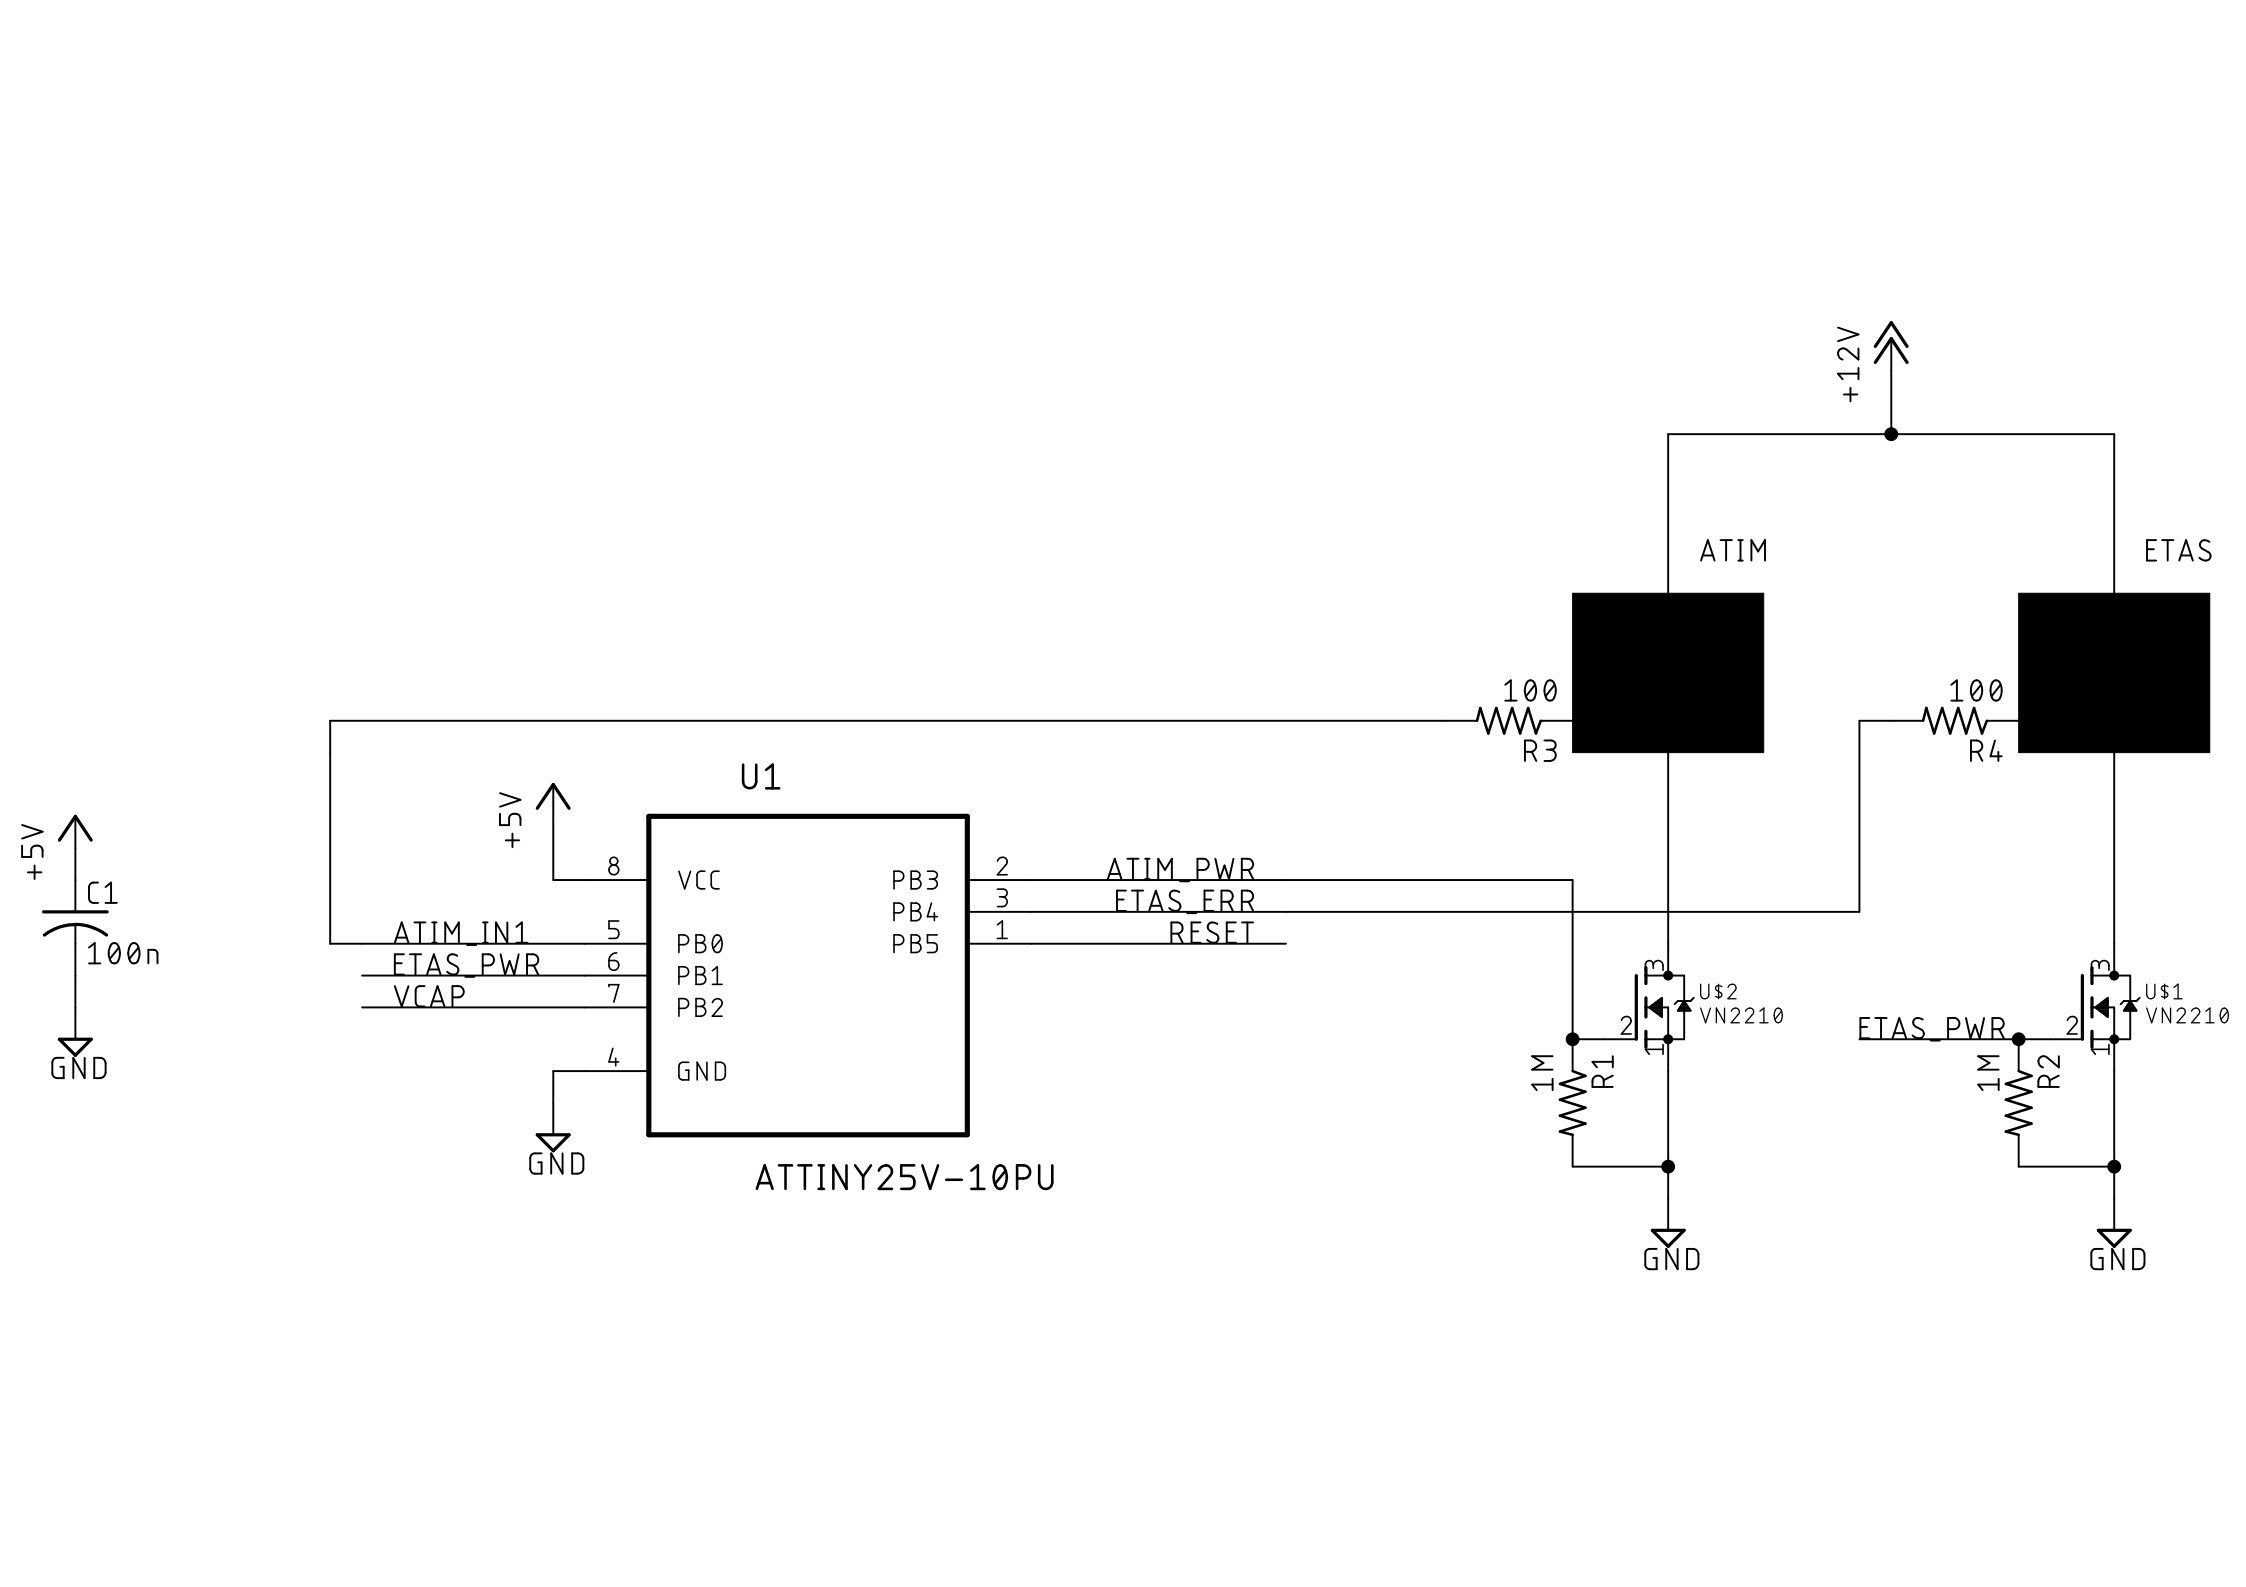 +12V
ATIM
ETAS
100
R3
100
R4
U1
+5V
+5V
C1
100n
GND
8
VCC
5
ATIM_IN1
PB0
6
ETAS_PWR
PB1
7
VCAP
PB2
4
GND
GND
PB3
2
ATIM_PWR
PB4
3
ETAS_ERR
PB5
1
RESET
ATTINY25V-10PU
3
U$2
VN2210
2
1
1M
R1
GND
3
U$1
VN2210
ETAS_PWR
2
1
1M
R2
GND